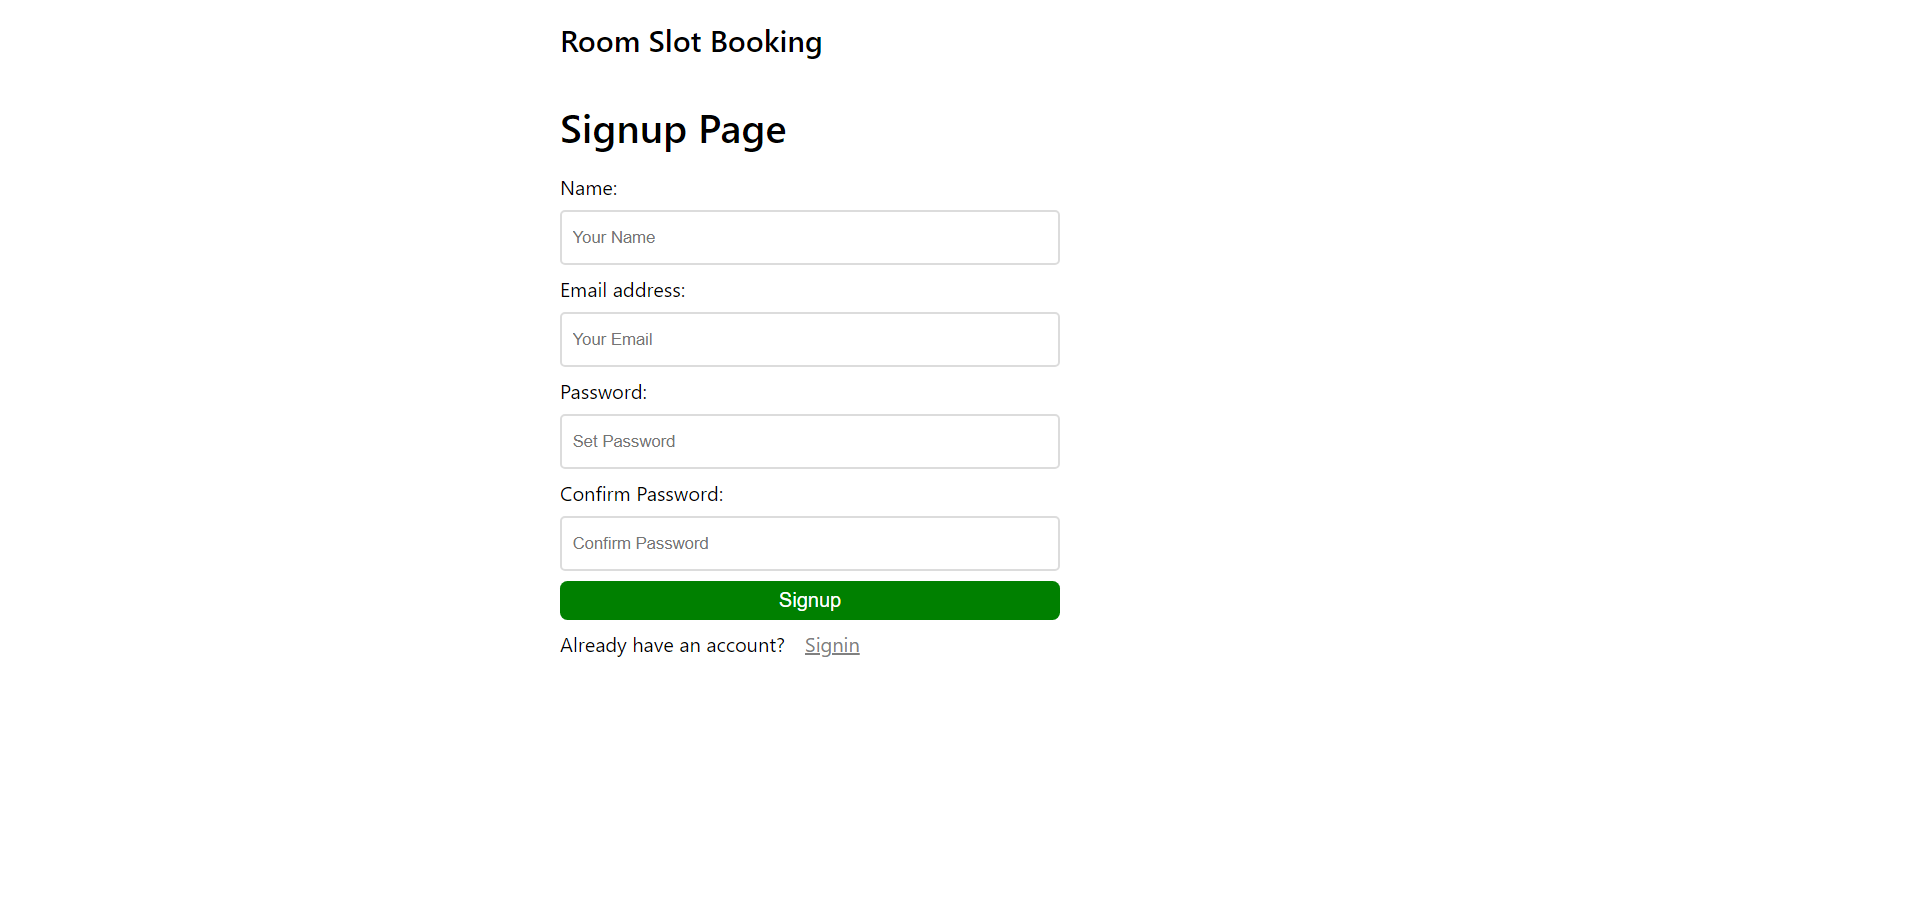 Room Slot Booking
Signup Page
Name:
Your Name
Email address:
Your Email
Password:
Set Password
Confirm Password:
Confirm Password
Signup
Already have an account? Signin